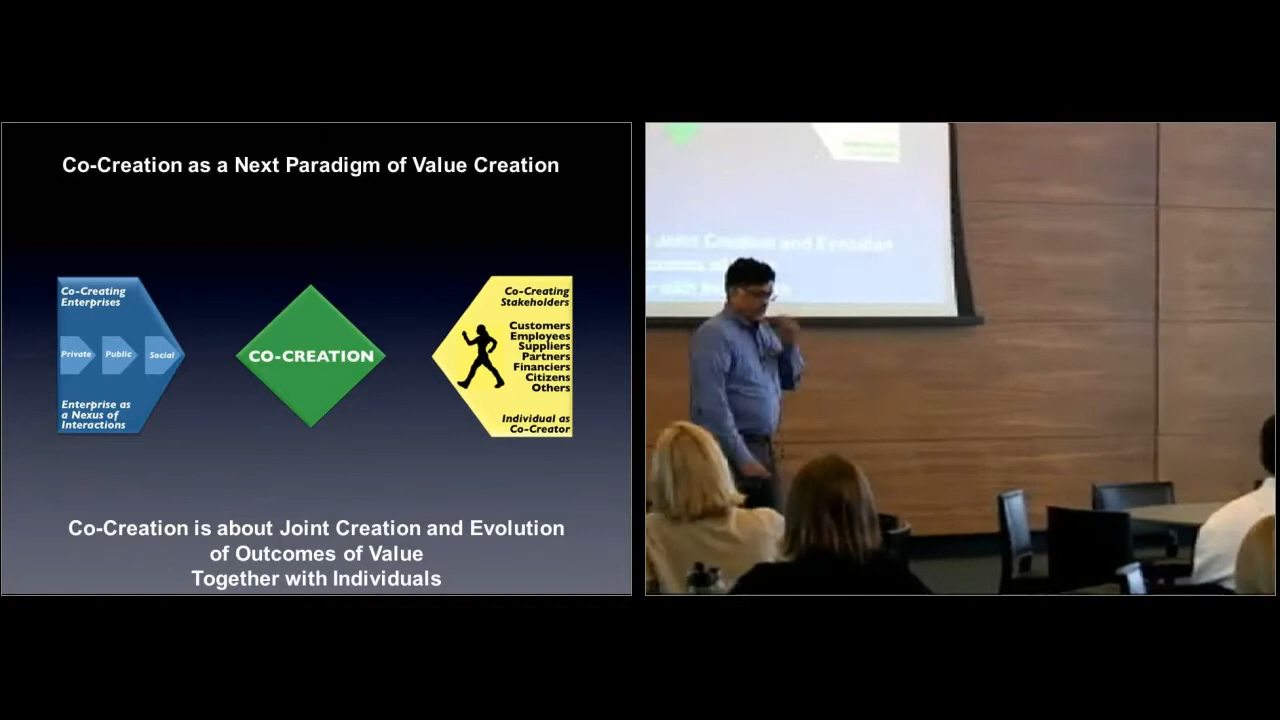 Co-Creation as a Next Paradigm of Value Creation
Co-Creating
Enterprises
Private
Public
Social
Enterprise as
a Nexus of
Interactions
CO-CREATION
Co-Creating
Stakeholders
Customers
Employees
Suppliers
Partners
Financiers
Citizens
Others
Individual as
Co-Creator
Co-Creation is about Joint Creation and Evolution
of Outcomes of Value
Together with Individuals
Joint Creation and Evolution